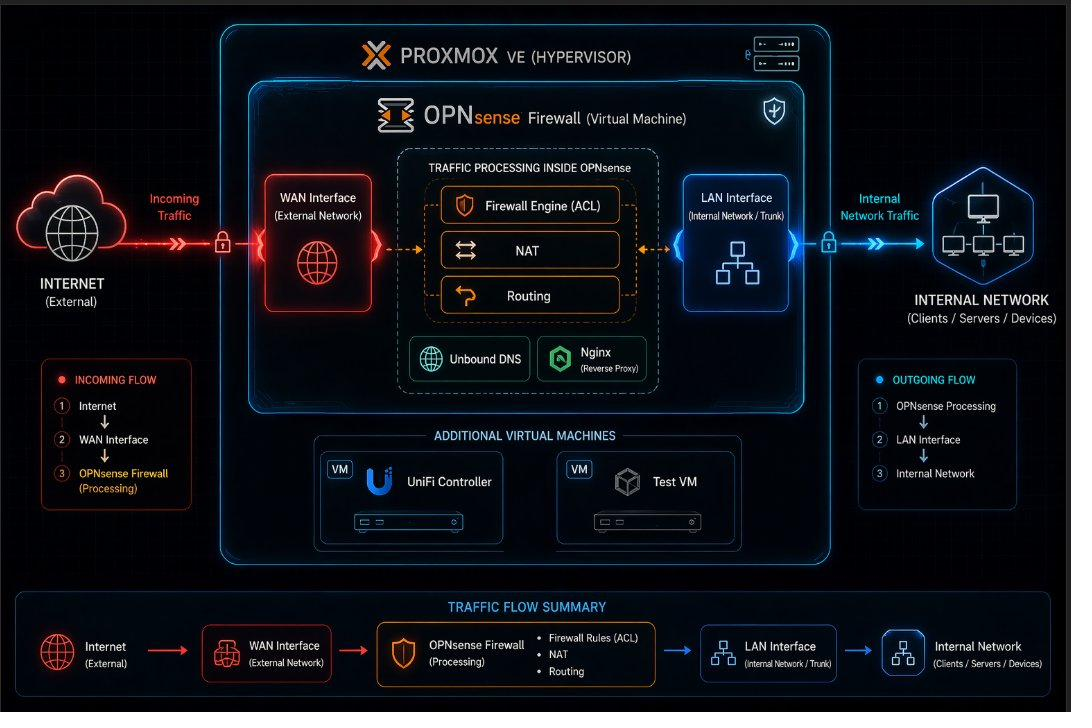 PROXMOX VE (HYPERVISOR)
OPNsense Firewall (Virtual Machine)
TRAFFIC PROCESSING INSIDE OPNsense
Incoming
Traffic
WAN Interface
(External Network)
Firewall Engine (ACL)
NAT
Routing
LAN Interface
(Internal Network / Trunk)
Internal
Network Traffic
INTERNET
(External)
INTERNAL NETWORK
(Clients / Servers / Devices)
Unbound DNS
Nginx
(Reverse Proxy)
INCOMING FLOW
1 Internet
2 WAN Interface
3 OPNsense Firewall
(Processing)
OUTGOING FLOW
1 OPNsense Processing
2 LAN Interface
3 Internal Network
ADDITIONAL VIRTUAL MACHINES
VM
UniFi Controller
VM
Test VM
TRAFFIC FLOW SUMMARY
Internet
(External)
WAN Interface
(External Network)
OPNsense Firewall
(Processing)
• Firewall Rules (ACL)
• NAT
• Routing
LAN Interface
(Internal Network / Trunk)
Internal Network
(Clients / Servers / Devices)